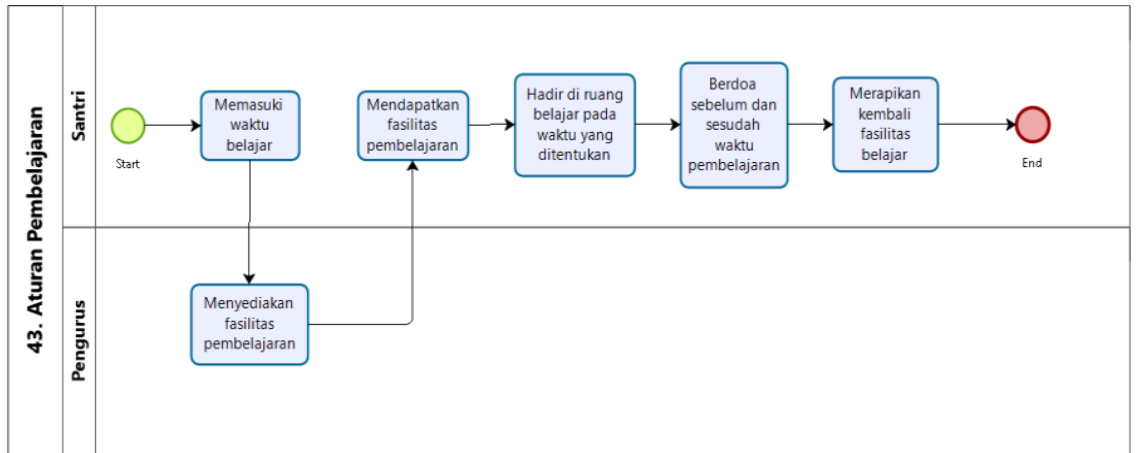 43. Aturan Pembelajaran
Santri
Start
Memasuki
waktu
belajar
Mendapatkan
fasilitas
pembelajaran
Hadir di ruang
belajar pada
waktu yang
ditentukan
Berdoa
sebelum dan
sesudah
waktu
pembelajaran
Merapikan
kembali
fasilitas
belajar
End
Pengurus
Menyediakan
fasilitas
pembelajaran